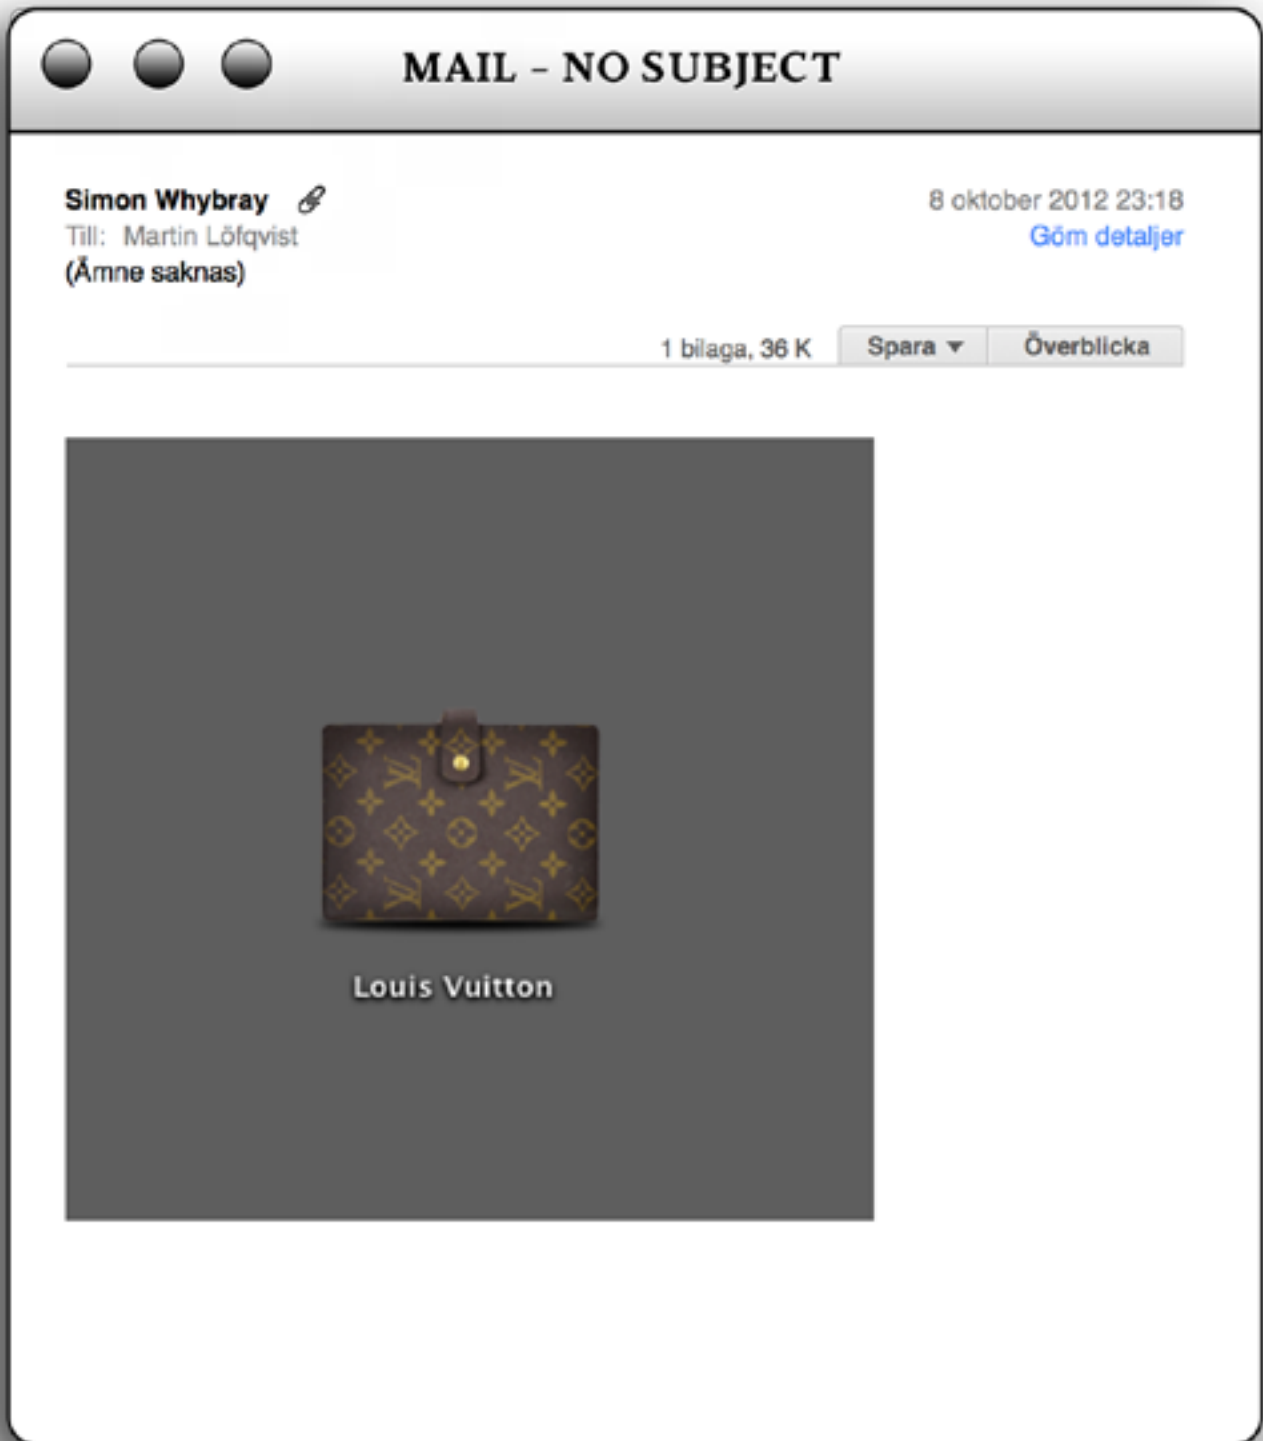 MAIL – NO SUBJECT
Simon Whybray
8 oktober 2012 23:18
Till: Martin Löfqvist
Göm detaljer
(Ämne saknas)
1 bilaga, 36 K
Spara
Överblicka
Louis Vuitton